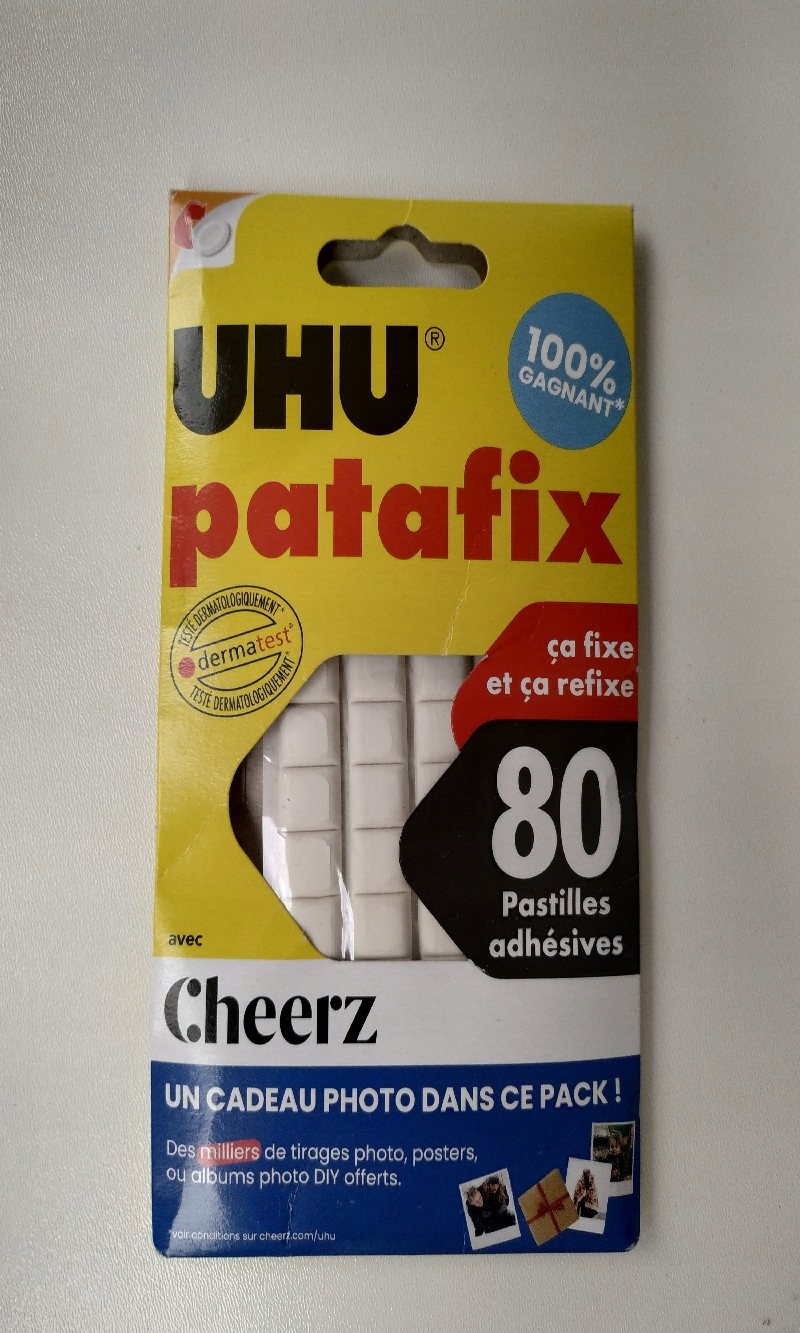 UHU®
100%
GAGNANT*
patafix
TESTÉ DERMATOLOGIQUEMENT*
dermatest®
TESTÉ DERMATOLOGIQUEMENT*
ça fixe
et ça refixe
80
Pastilles
adhésives
avec
Cheerz
UN CADEAU PHOTO DANS CE PACK !
Des milliers de tirages photo, posters,
ou albums photo DIY offerts.
*voir conditions sur cheerz.com/uhu